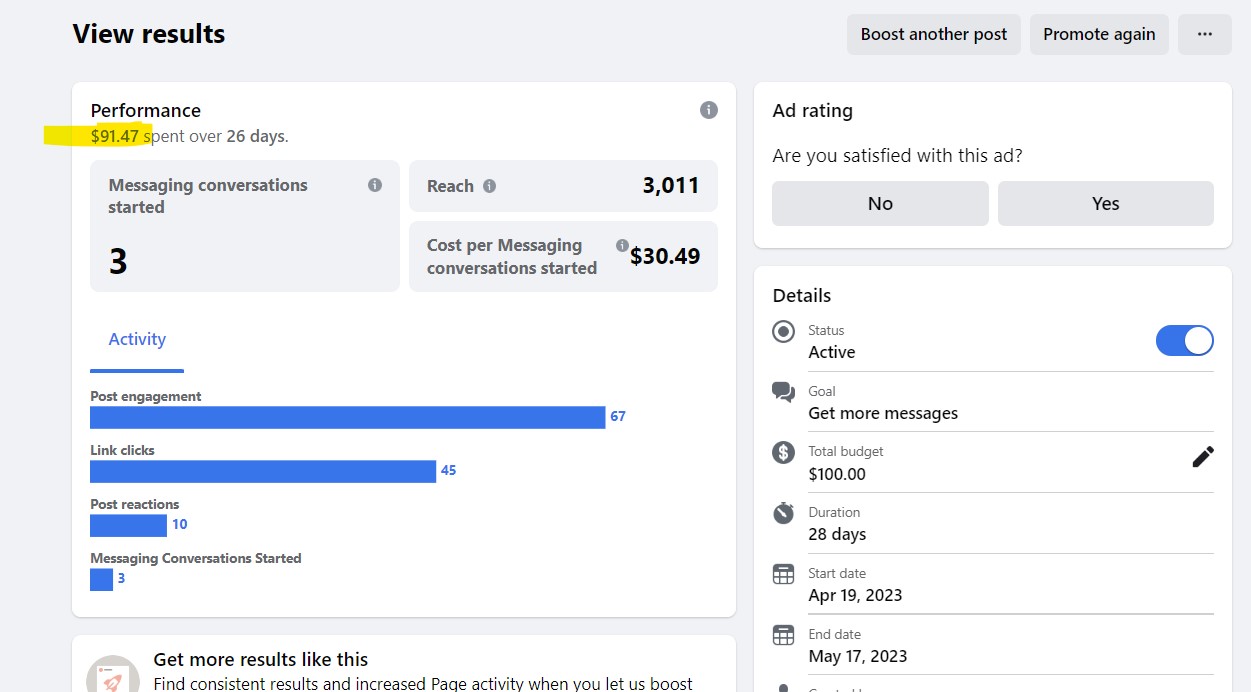 View results
Boost another post
Promote again
Performance
$91.47 spent over 26 days.
Messaging conversations
started
3
Reach
3,011
Cost per Messaging
conversations started
$30.49
Activity
Post engagement
67
Link clicks
45
Post reactions
10
Messaging Conversations Started
3
Get more results like this
Find consistent results and increased Page activity when you let us boost
Ad rating
Are you satisfied with this ad?
No
Yes
Details
Status
Active
Goal
Get more messages
Total budget
$100.00
Duration
28 days
Start date
Apr 19, 2023
End date
May 17, 2023